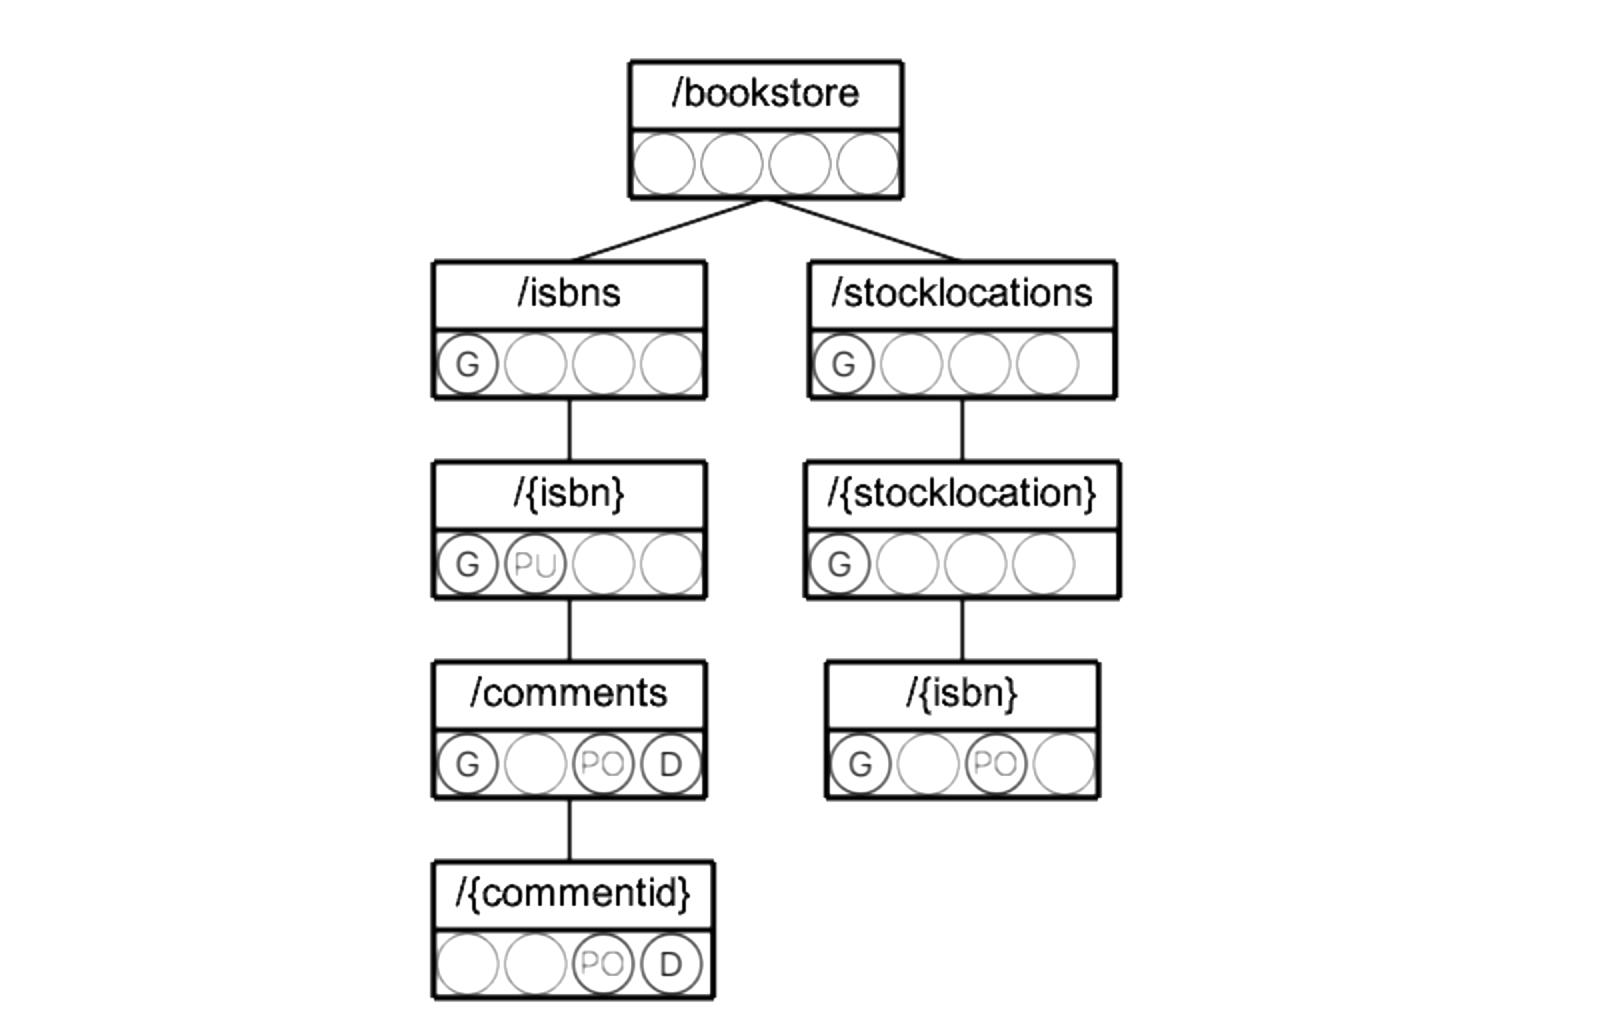 /bookstore
/isbns
/stocklocations
G
G
/{isbn}
/{stocklocation}
G PU
G
/comments
/{isbn}
G PO D
G PO
/{commentid}
PO D